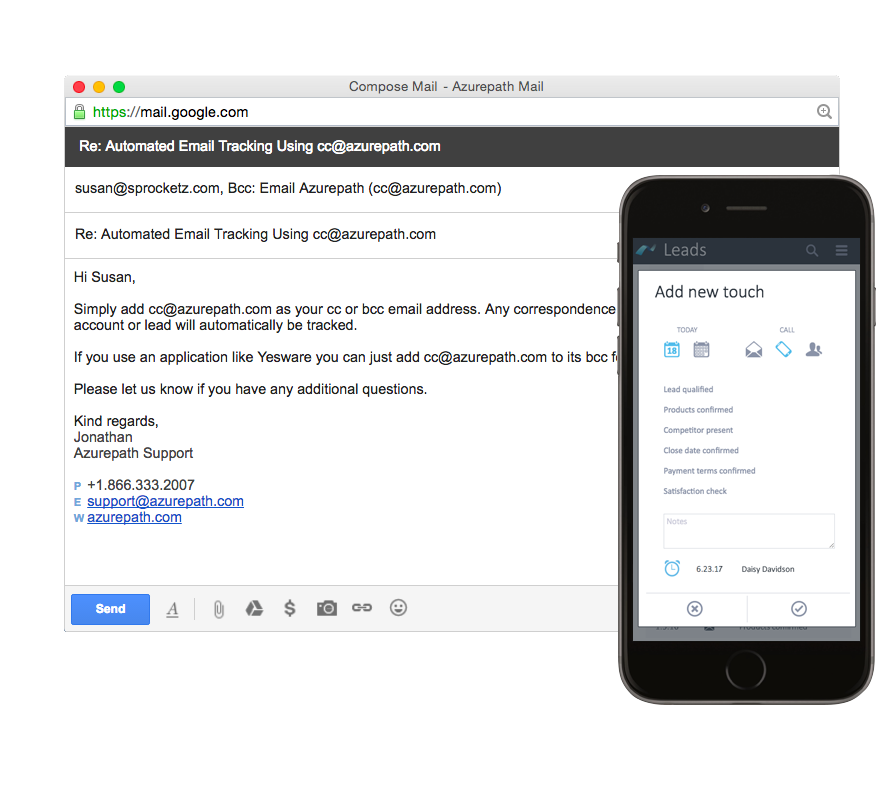 Compose Mail - Azurepath Mail
https://mail.google.com
Re: Automated Email Tracking Using cc@azurepath.com
susan@sprocketz.com, Bcc: Email Azurepath (cc@azurepath.com)
Re: Automated Email Tracking Using cc@azurepath.com
Hi Susan,
Simply add cc@azurepath.com as your cc or bcc email address. Any correspondence
account or lead will automatically be tracked.
If you use an application like Yesware you can just add cc@azurepath.com to its bcc
Please let us know if you have any additional questions.
Kind regards,
Jonathan
Azurepath Support
P +1.866.333.2007
E support@azurepath.com
W azurepath.com
Send A $
Leads
Add new touch
TODAY CALL
18
Lead qualified
Products confirmed
Competitor present
Close date confirmed
Payment terms confirmed
Satisfaction check
Notes
6.23.17 Daisy Davidson
Products confirmed